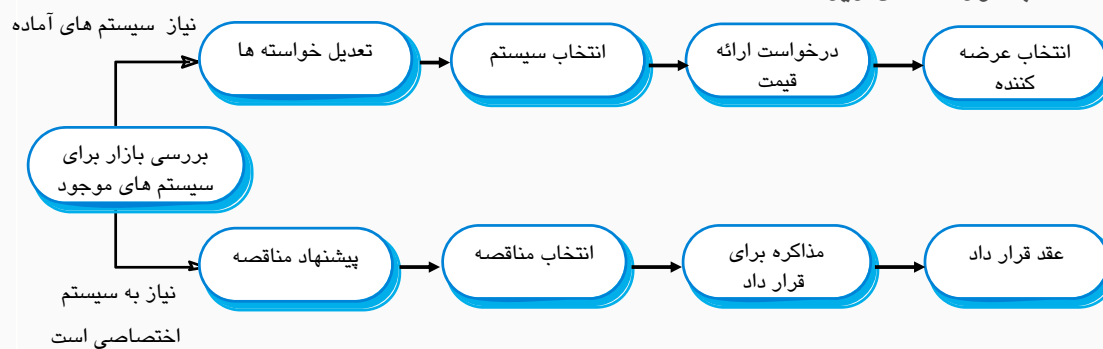 نیاز  سیستم های آماده
تعدیل خواسته ها
انتخاب سیستم
درخواست ارائه
قیمت
انتخاب عرضه
کننده
بررسی بازار برای
سیستم های موجود
پیشنهاد مناقصه
انتخاب مناقصه
مذاکره برای
قرار داد
عقد قرار داد
نیاز به سیستم
اختصاصی است